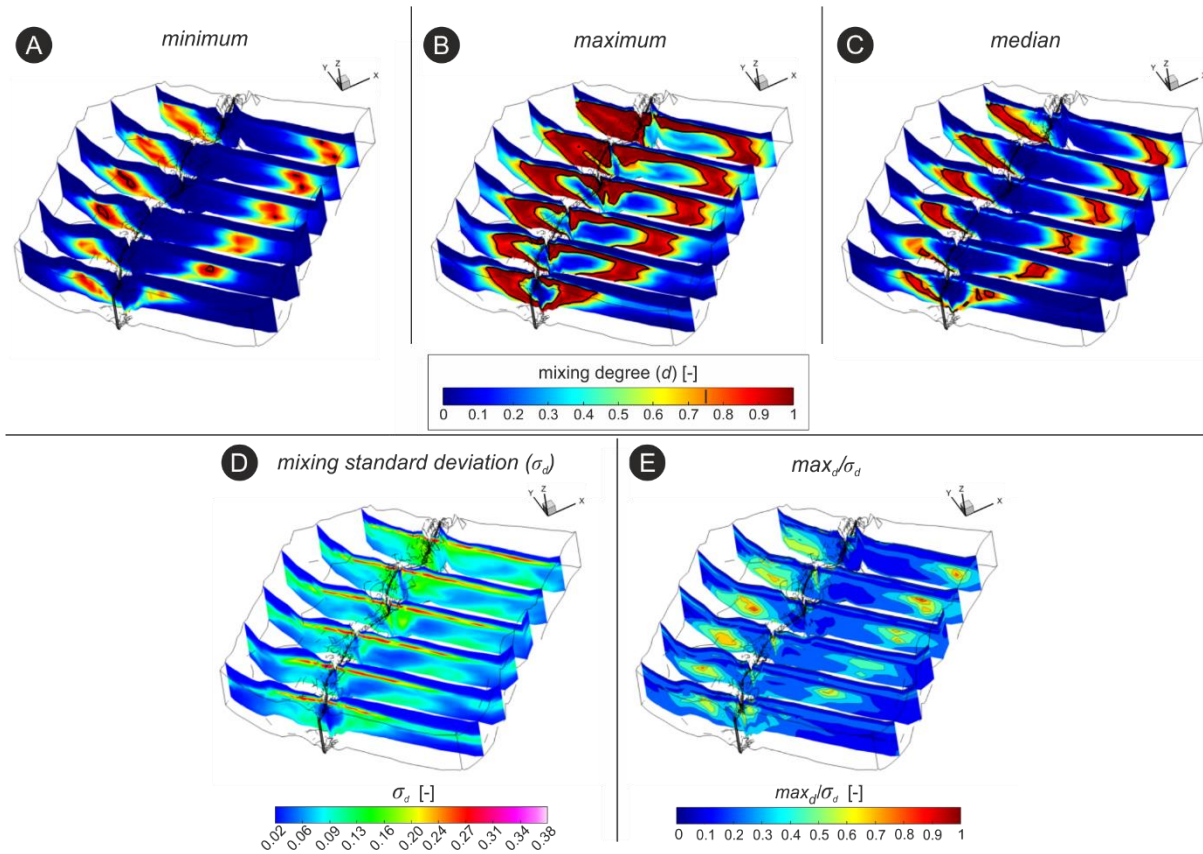 A
minimum
B
maximum
C
median
Y Z X
Y Z X
Y Z X
mixing degree (d) [-]
0 0.1 0.2 0.3 0.4 0.5 0.6 0.7 0.8 0.9 1
D
mixing standard deviation (σd)
E
maxd/σd
Y Z X
Y Z X
σd [-]
0.02 0.06 0.09 0.13 0.16 0.20 0.24 0.27 0.31 0.34 0.38
maxd/σd [-]
0 0.1 0.2 0.3 0.4 0.5 0.6 0.7 0.8 0.9 1